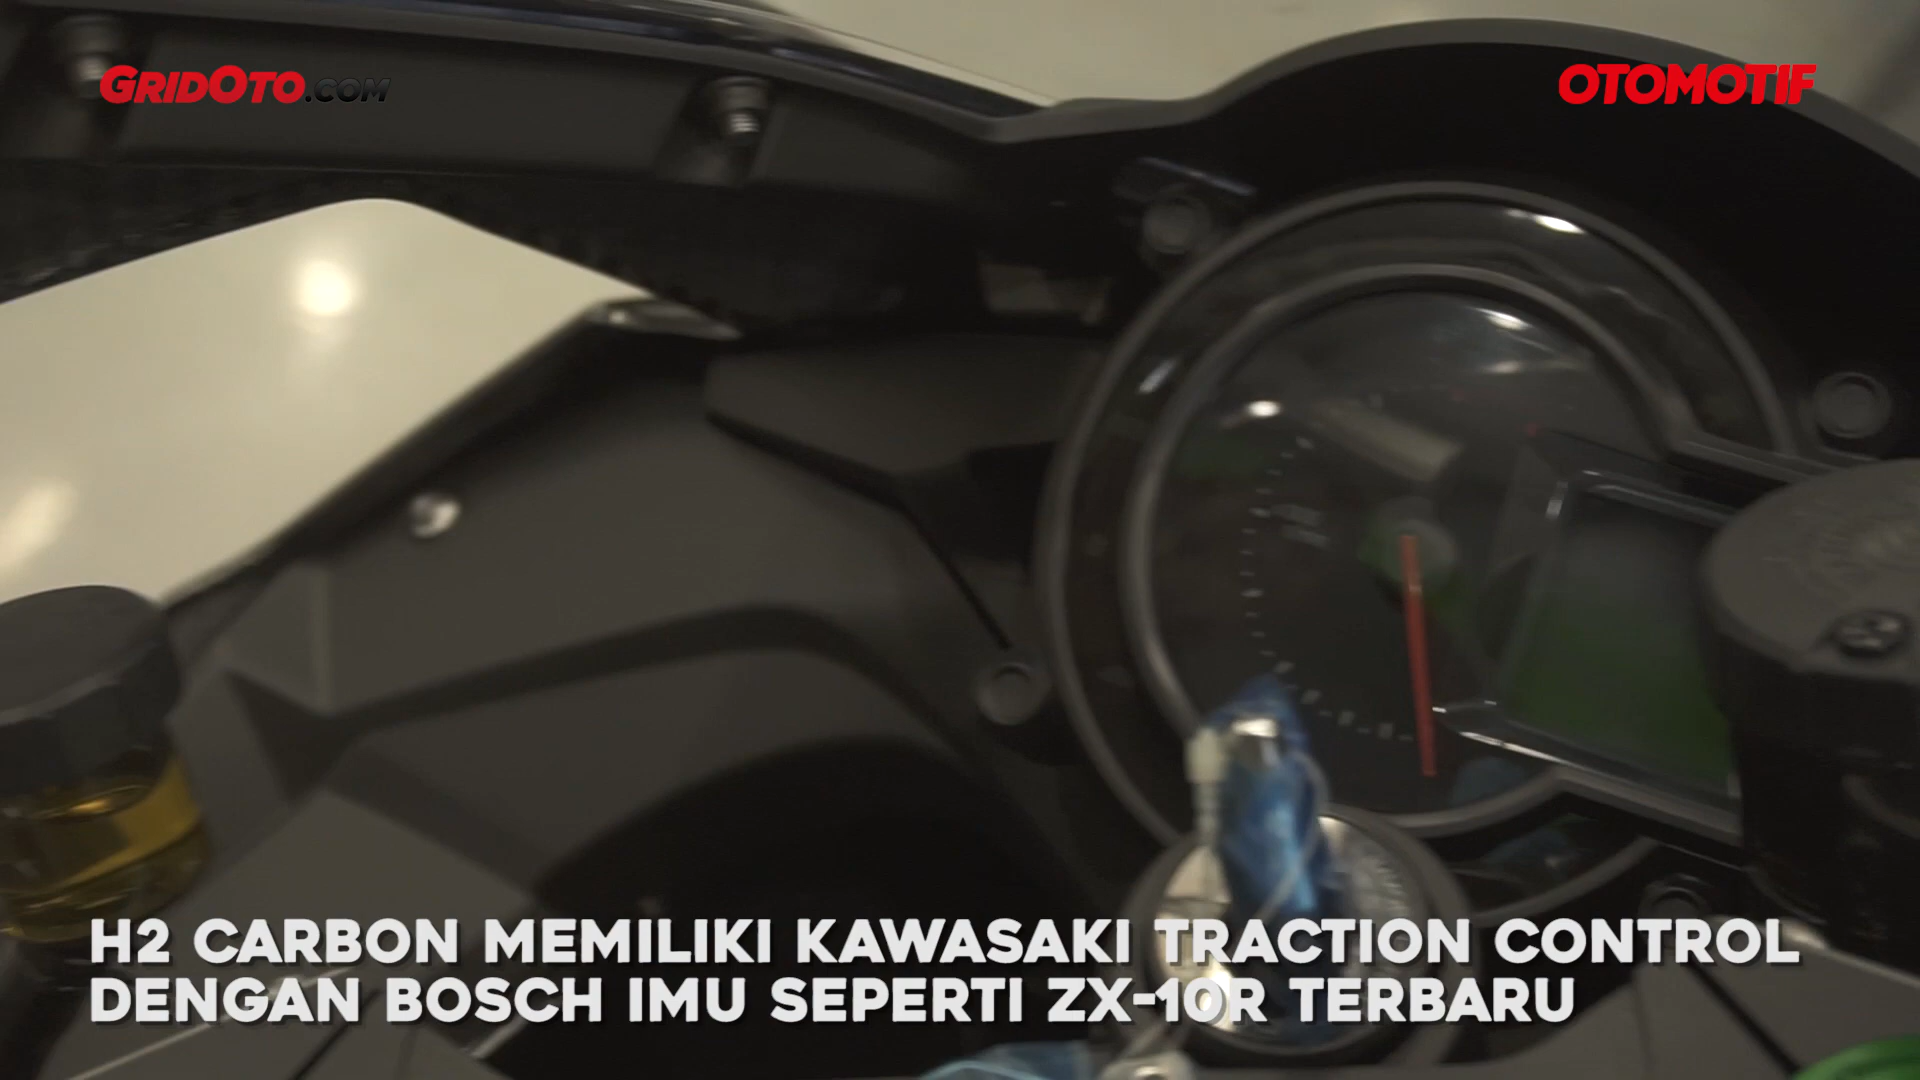 GRIDOTO.COM
OTOMOTIF
H2 CARBON MEMILIKI KAWASAKI TRACTION CONTROL
DENGAN BOSCH IMU SEPERTI ZX-10R TERBARU